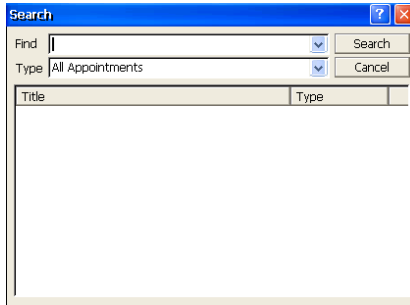 Search
Find
Search
Type All Appointments
Cancel
Title Type